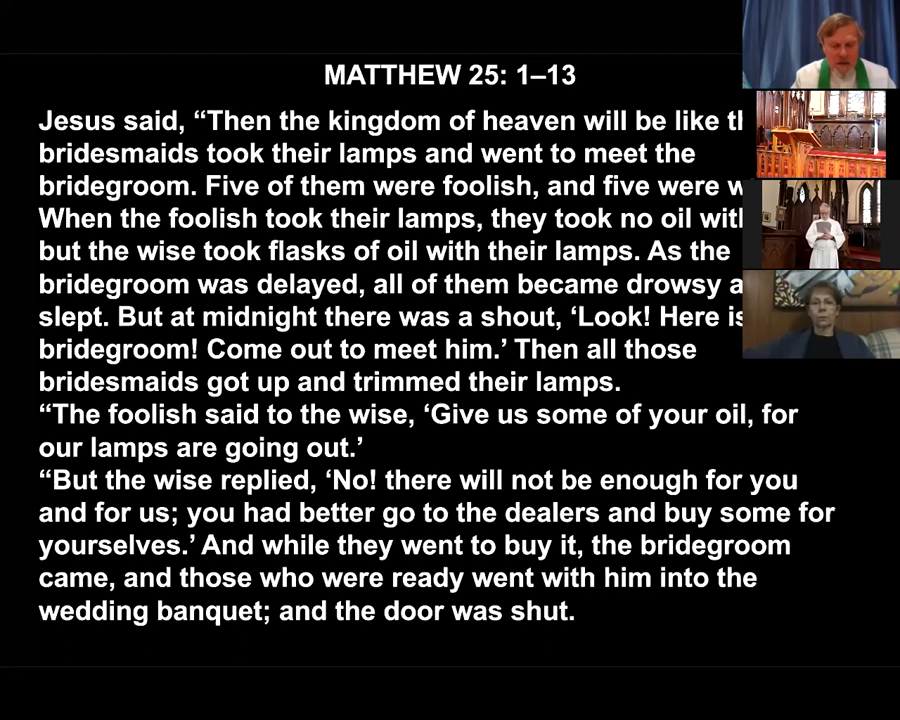 MATTHEW 25: 1–13
Jesus said, “Then the kingdom of heaven will be like
bridesmaids took their lamps and went to meet the
bridegroom. Five of them were foolish, and five were
When the foolish took their lamps, they took no oil
but the wise took flasks of oil with their lamps. As the
bridegroom was delayed, all of them became drowsy
slept. But at midnight there was a shout, ‘Look! Here is
bridegroom! Come out to meet him.’ Then all those
bridesmaids got up and trimmed their lamps.
“The foolish said to the wise, ‘Give us some of your oil, for
our lamps are going out.’
“But the wise replied, ‘No! there will not be enough for you
and for us; you had better go to the dealers and buy some for
yourselves.’ And while they went to buy it, the bridegroom
came, and those who were ready went with him into the
wedding banquet; and the door was shut.